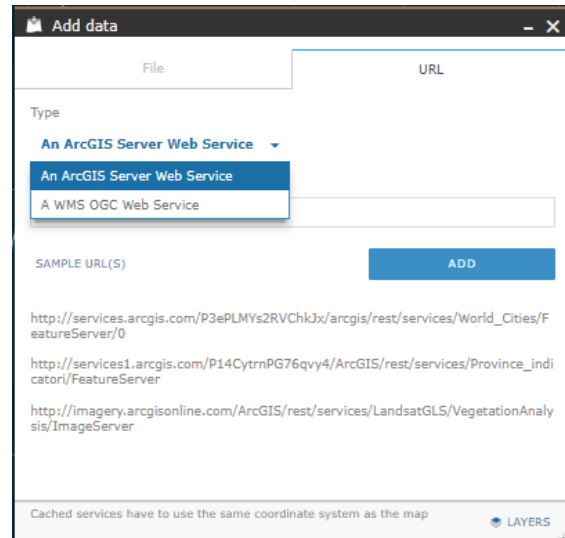 Add data
File
URL
Type
An ArcGIS Server Web Service
An ArcGIS Server Web Service
A WMS OGC Web Service
SAMPLE URL(S)
ADD
http://services.arcgis.com/P3ePLMYs2RVChkJx/arcgis/rest/services/World_Cities/F
eatureServer/0
http://services1.arcgis.com/P14CytrnPG76qvy4/ArcGIS/rest/services/Province_indi
catori/FeatureServer
http://imagery.arcgisonline.com/ArcGIS/rest/services/LandsatGLS/VegetationAnaly
sis/ImageServer
Cached services have to use the same coordinate system as the map
LAYERS